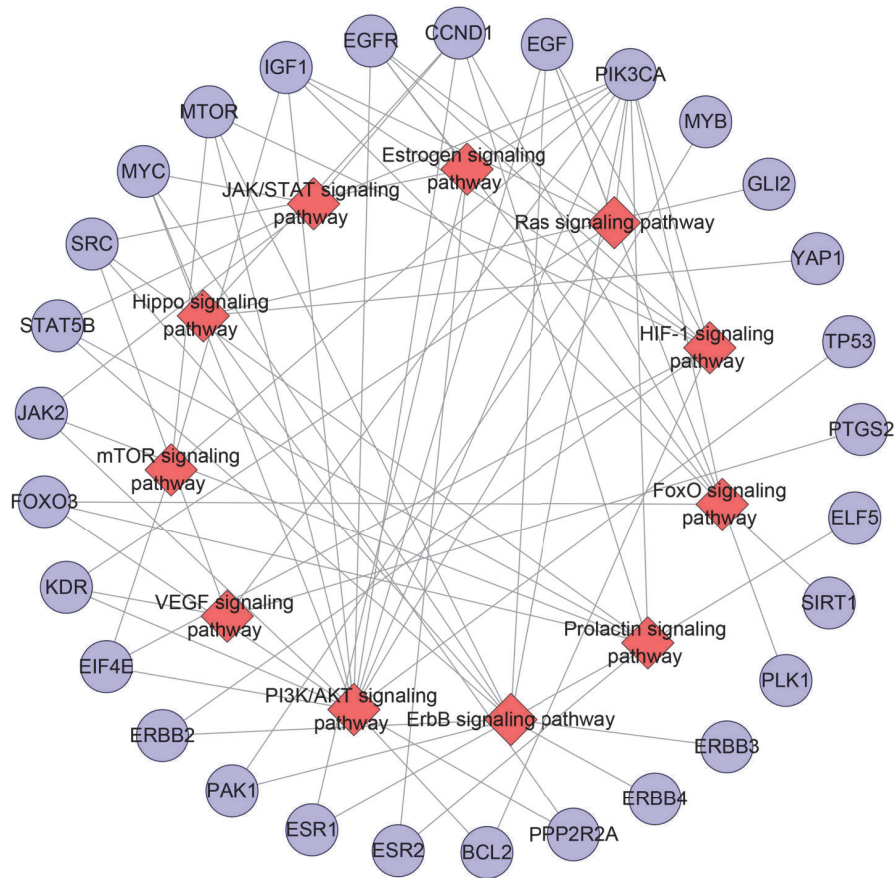 CCND1
EGFR
EGF
IGF1
PIK3CA
MTOR
MYB
Estrogen signaling
pathway
MYC
JAK/STAT signaling
pathway
GLI2
Ras signaling pathway
SRC
YAP1
Hippo signaling
pathway
STAT5B
HIF-1 signaling
pathway
TP53
JAK2
PTGS2
mTOR signaling
pathway
FOXO3
FoxO signaling
pathway
ELF5
KDR
VEGF signaling
pathway
SIRT1
Prolactin signaling
pathway
EIF4E
PLK1
PI3K/AKT signaling
pathway
ErbB signaling pathway
ERBB2
ERBB3
PAK1
ERBB4
ESR1
PPP2R2A
ESR2
BCL2